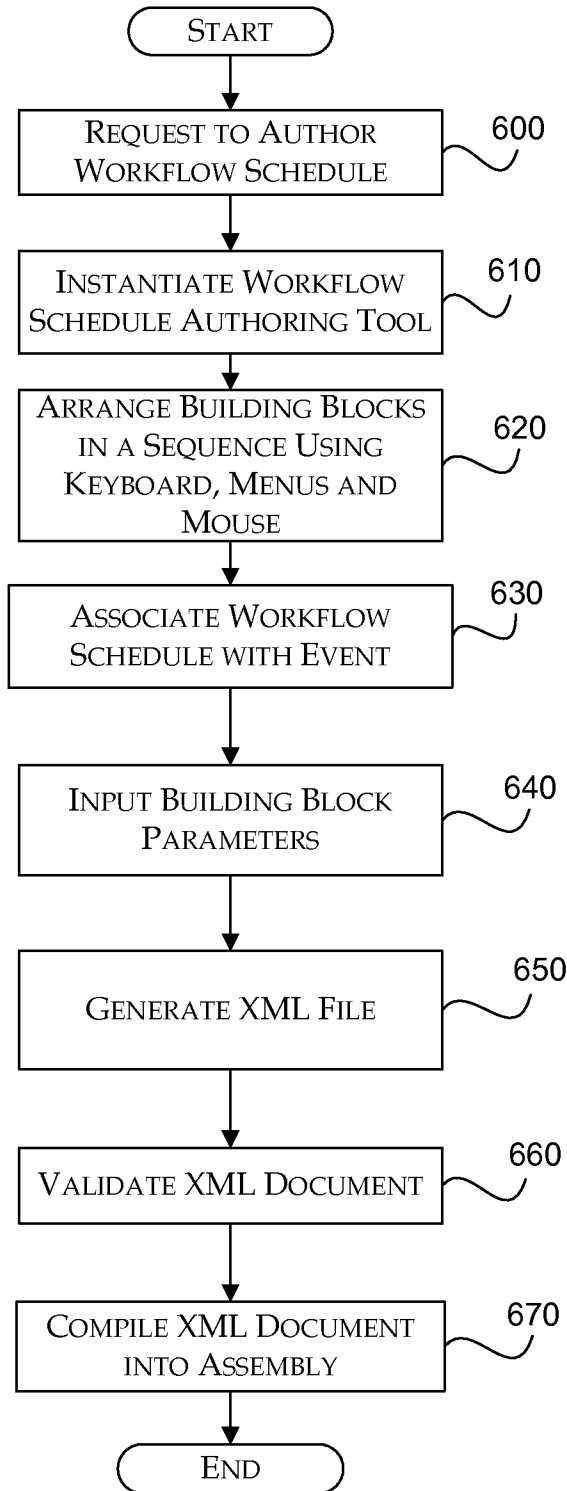 START
REQUEST TO AUTHOR
WORKFLOW SCHEDULE
600
INSTANTIATE WORKFLOW
SCHEDULE AUTHORING TOOL
610
ARRANGE BUILDING BLOCKS
IN A SEQUENCE USING
KEYBOARD, MENUS AND
MOUSE
620
ASSOCIATE WORKFLOW
SCHEDULE WITH EVENT
630
INPUT BUILDING BLOCK
PARAMETERS
640
GENERATE XML FILE
650
VALIDATE XML DOCUMENT
660
COMPILE XML DOCUMENT
INTO ASSEMBLY
670
END